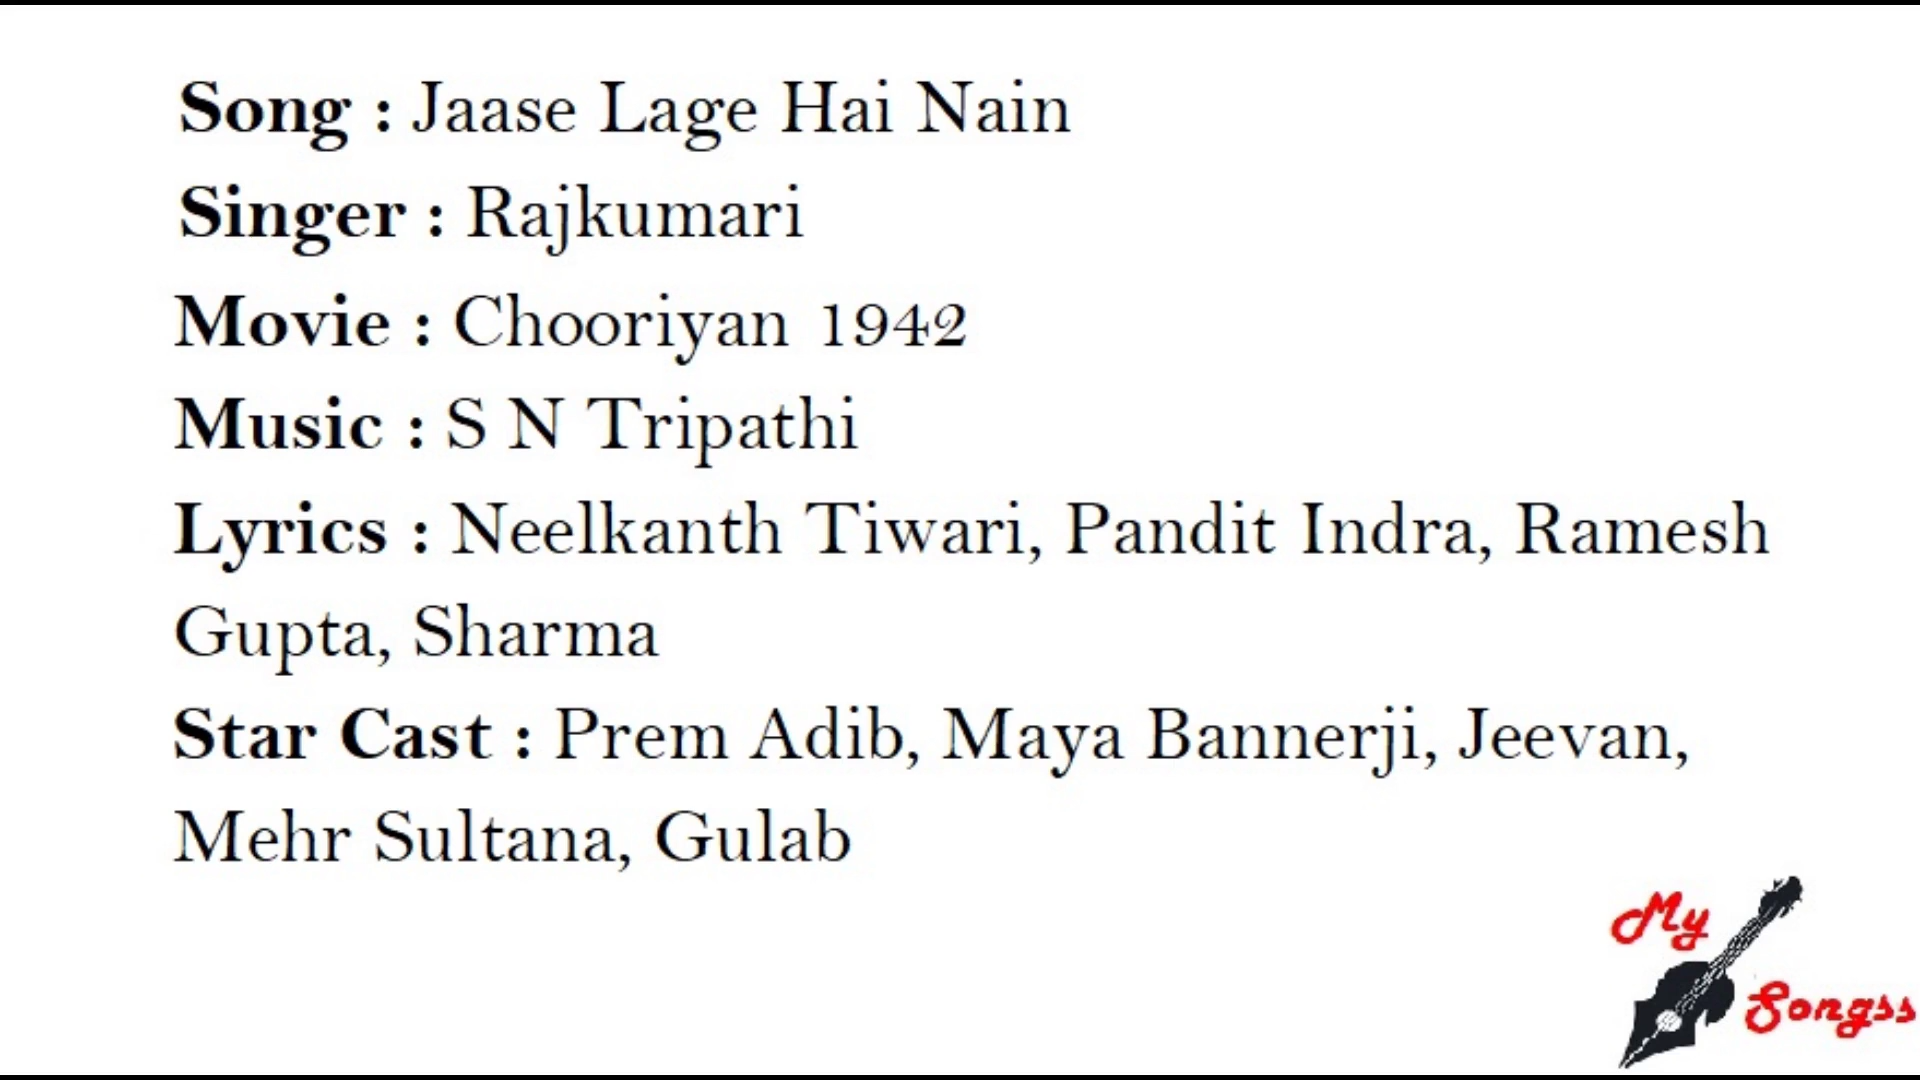 Song : Jaase Lage Hai Nain
Singer : Rajkumari
Movie : Chooriyan 1942
Music : S N Tripathi
Lyrics : Neelkanth Tiwari, Pandit Indra, Ramesh
Gupta, Sharma
Star Cast : Prem Adib, Maya Bannerji, Jeevan,
Mehr Sultana, Gulab
My
Songss